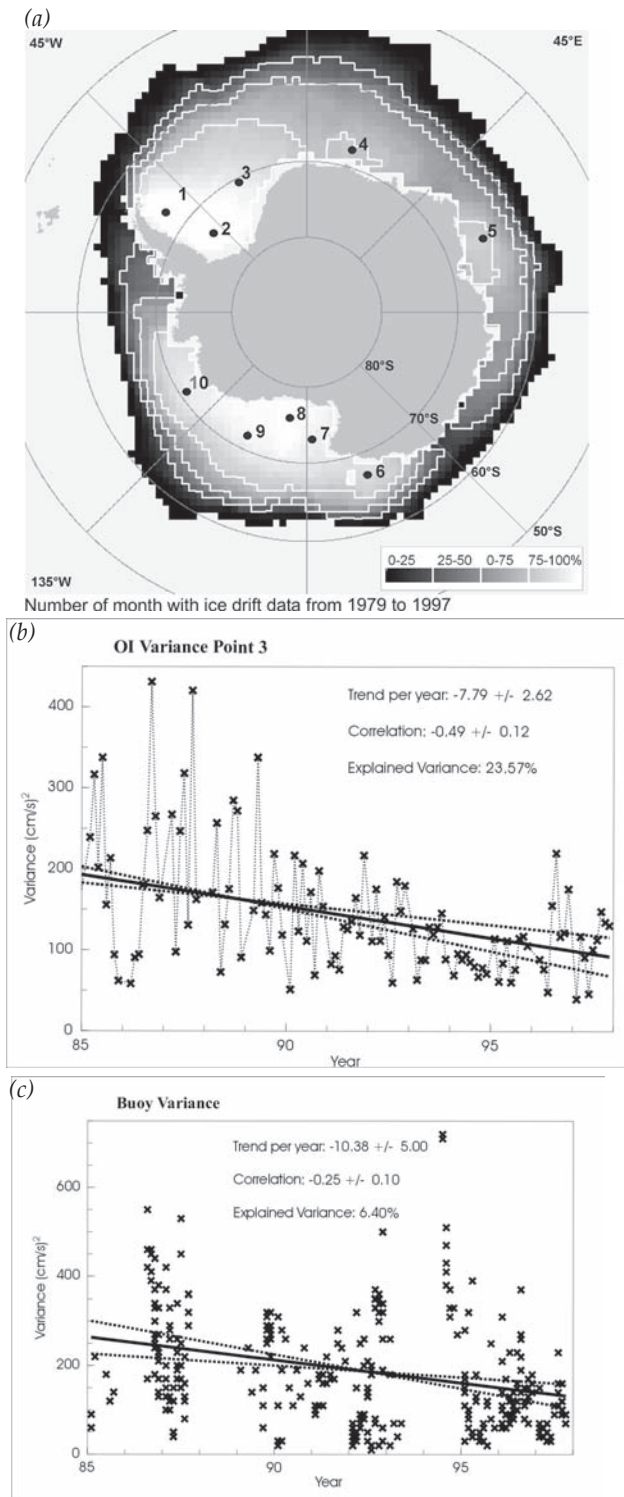 (a)
45°W
45°E
4
3
1
2
5
80°S
10
8
70°S
9
7
6
60°S
50°S
135°W
0-25 25-50 0-75 75-100%
Number of month with ice drift data from 1979 to 1997
(b)
OI Variance Point 3
400
Trend per year: -7.79 +/- 2.62
Correlation: -0.49 +/- 0.12
Explained Variance: 23.57%
300
Variance (cm/s)2
200
100
0
85 90 95
Year
(c)
Buoy Variance
Trend per year: -10.38 +/- 5.00
Correlation: -0.25 +/- 0.10
Explained Variance: 6.40%
600
Variance (cm/s)2
400
200
0
85 90 95
Year